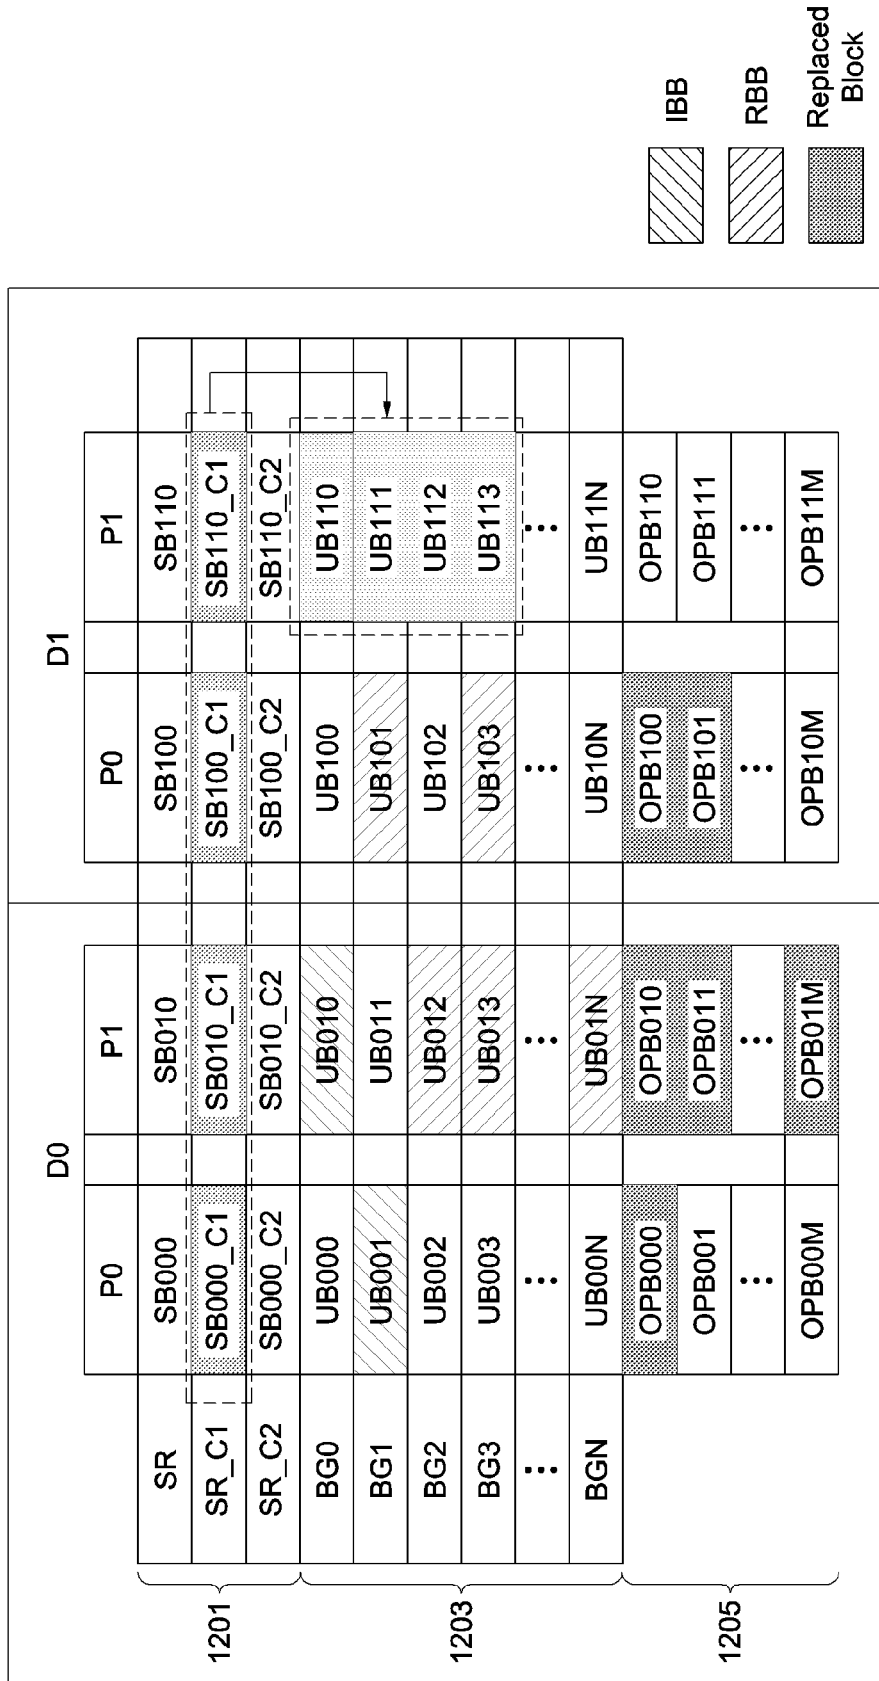 D0 D1
P0 P1 P0 P1
SR SB000 SB010 SB100 SB110
SR_C1 SB000_C1 SB010_C1 SB100_C1 SB110_C1
SR_C2 SB000_C2 SB010_C2 SB100_C2 SB110_C2
BG0 UB000 UB010 UB100 UB110
BG1 UB001 UB011 UB101 UB111
BG2 UB002 UB012 UB102 UB112
BG3 UB003 UB013 UB103 UB113
... ... ... ... ...
BGN UB00N UB01N UB10N UB11N
OPB000 OPB010 OPB100 OPB110
OPB001 OPB011 OPB101 OPB111
... ... ... ...
OPB00M OPB01M OPB10M OPB11M
1201
1203
1205
IBB
RBB
Replaced
Block